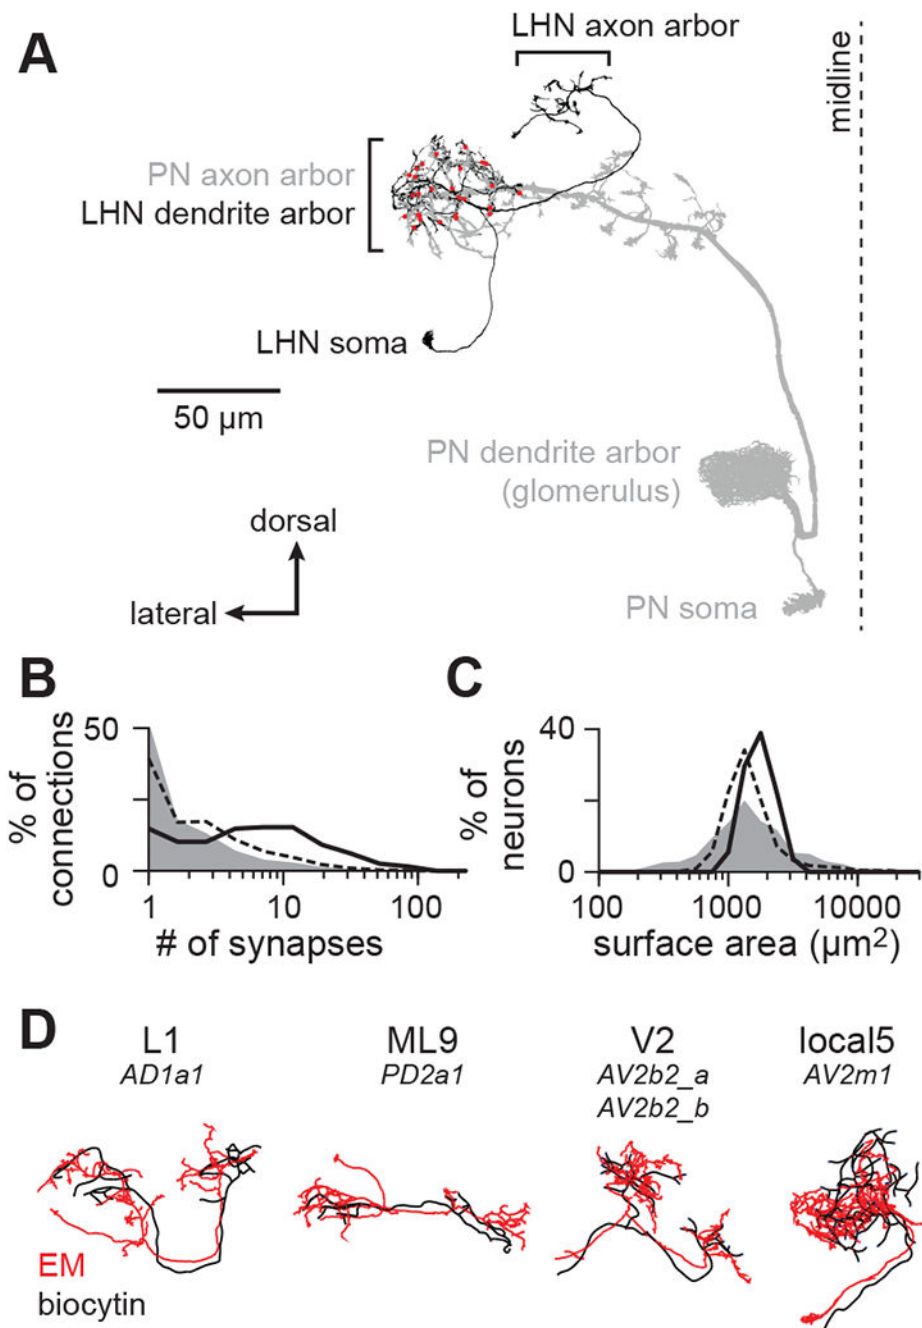 A
LHN axon arbor
midline
PN axon arbor
LHN dendrite arbor
LHN soma
50 µm
PN dendrite arbor
(glomerulus)
dorsal
lateral
PN soma
B
% of
connections
50
0
1
10
100
# of synapses
C
% of
neurons
40
0
100
1000
10000
surface area (µm²)
D
L1
AD1a1
ML9
PD2a1
V2
AV2b2_a
AV2b2_b
local5
AV2m1
EM
biocytin